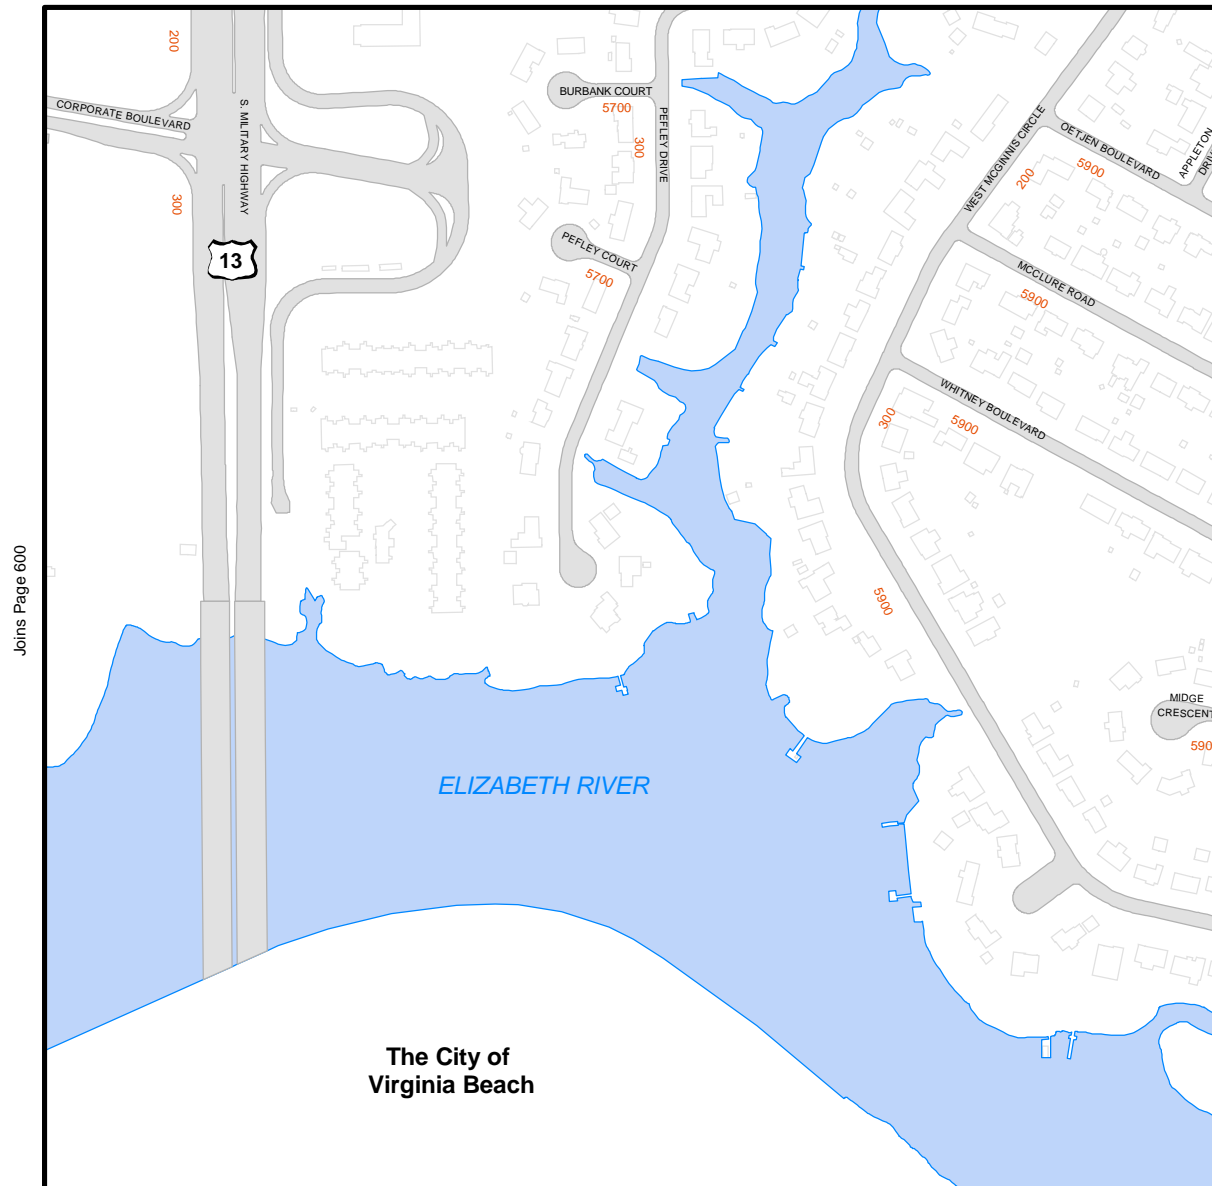 200
CORPORATE BOULEVARD
S. MILITARY HIGHWAY
300
13
BURBANK COURT
5700
300
PEFLEY DRIVE
PEFLEY COURT
5700
WEST MCGINNIS CIRCLE
OETJEN BOULEVARD
5900
APPLETON
DRIVE
200
MCCLURE ROAD
5900
WHITNEY BOULEVARD
5900
300
5900
MIDGE
CRESCENT
590
Joins Page 600
ELIZABETH RIVER
The City of
Virginia Beach